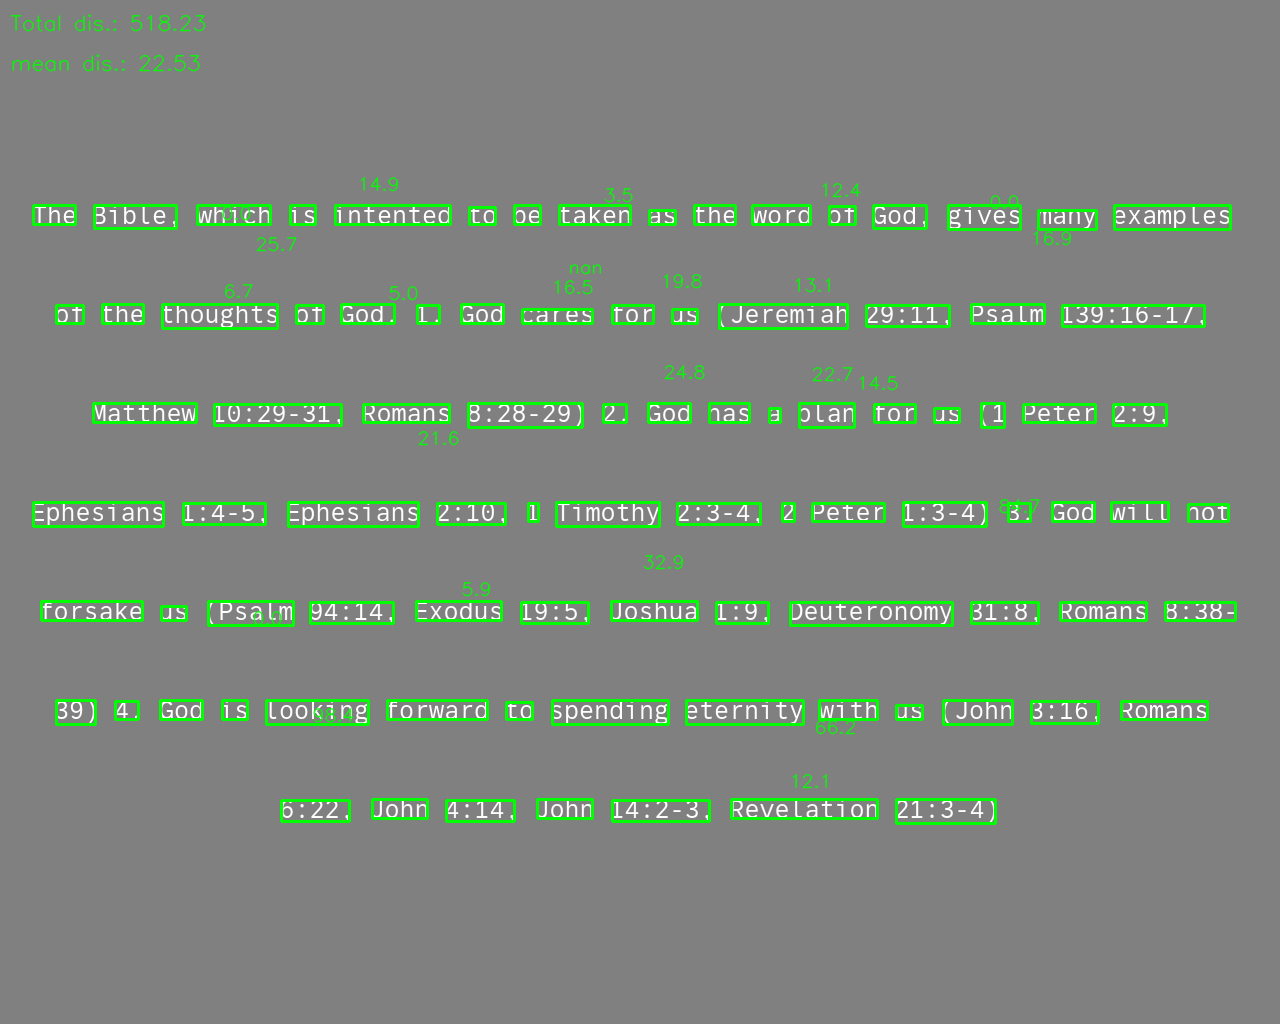 Total dis.: 518.23
mean dis.: 22.53
14.9 3.5 12.4 0.0
The Bible, which is intented to be taken as the word of God, gives many examples
25.7 16.9
non
6.7 5.0 16.5 19.8 13.1
of the thoughts of God. 1. God cares for us (Jeremiah 29:11, Psalm 139:16-17,
24.8 22.7 14.5
Matthew 10:29-31, Romans 8:28-29) 2. God has a plan for us (1 Peter 2:9,
21.6
Ephesians 1:4-5, Ephesians 2:10, 1 Timothy 2:3-4, 2 Peter 1:3-4) 3. God will not
5.9 32.9
forsake us (Psalm 94:14, Exodus 19:5, Joshua 1:9, Deuteronomy 31:8, Romans 8:38-
39) 4. God is looking forward to spending eternity with us (John 3:16, Romans
66.2
12.1
6:22, John 4:14, John 14:2-3, Revelation 21:3-4)